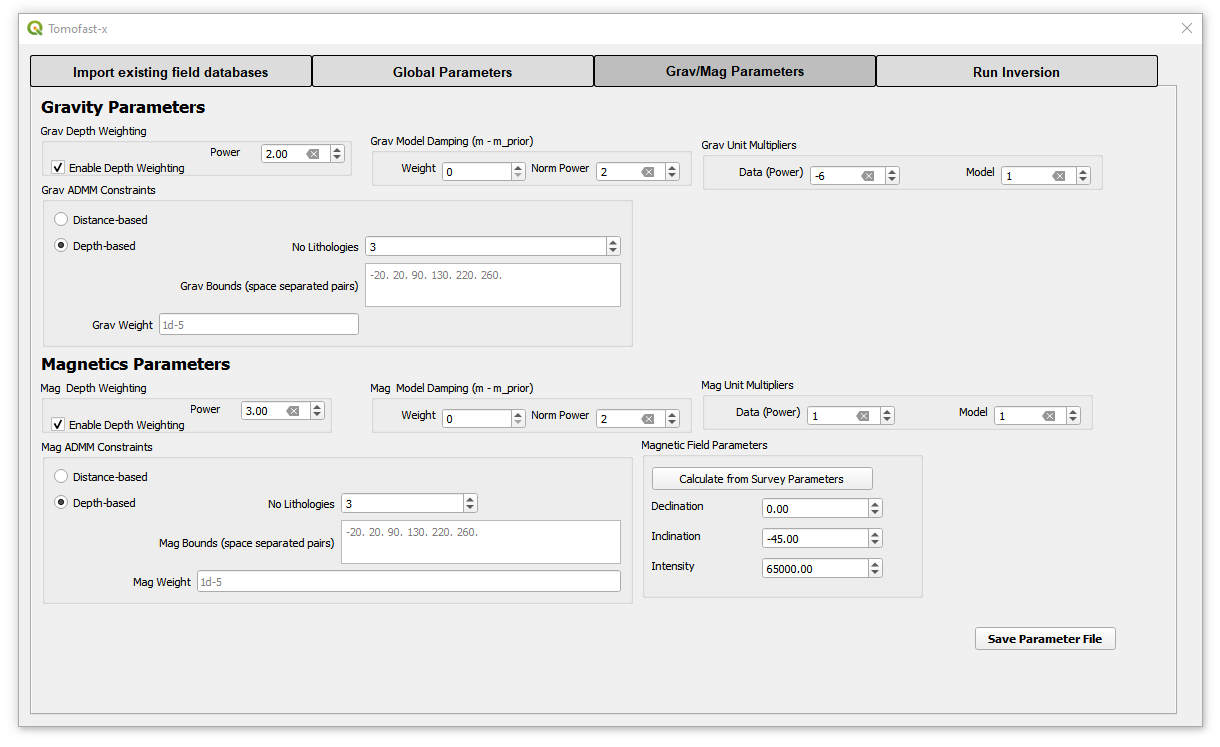 Tomofast-x
Import existing field databases
Global Parameters
Grav/Mag Parameters
Run Inversion
Gravity Parameters
Grav Depth Weighting
Enable Depth Weighting
Power
2.00
Grav Model Damping (m - m_prior)
Weight
0
Norm Power
2
Grav Unit Multipliers
Data (Power)
-6
Model
1
Grav ADMM Constraints
Distance-based
Depth-based
No Lithologies
3
Grav Bounds (space separated pairs)
-20. 20. 90. 130. 220. 260.
Grav Weight
1d-5
Magnetics Parameters
Mag  Depth Weighting
Enable Depth Weighting
Power
3.00
Mag  Model Damping (m - m_prior)
Weight
0
Norm Power
2
Mag Unit Multipliers
Data (Power)
1
Model
1
Mag ADMM Constraints
Distance-based
Depth-based
No Lithologies
3
Mag Bounds (space separated pairs)
-20. 20. 90. 130. 220. 260.
Mag Weight
1d-5
Magnetic Field Parameters
Calculate from Survey Parameters
Declination
0.00
Inclination
-45.00
Intensity
65000.00
Save Parameter File